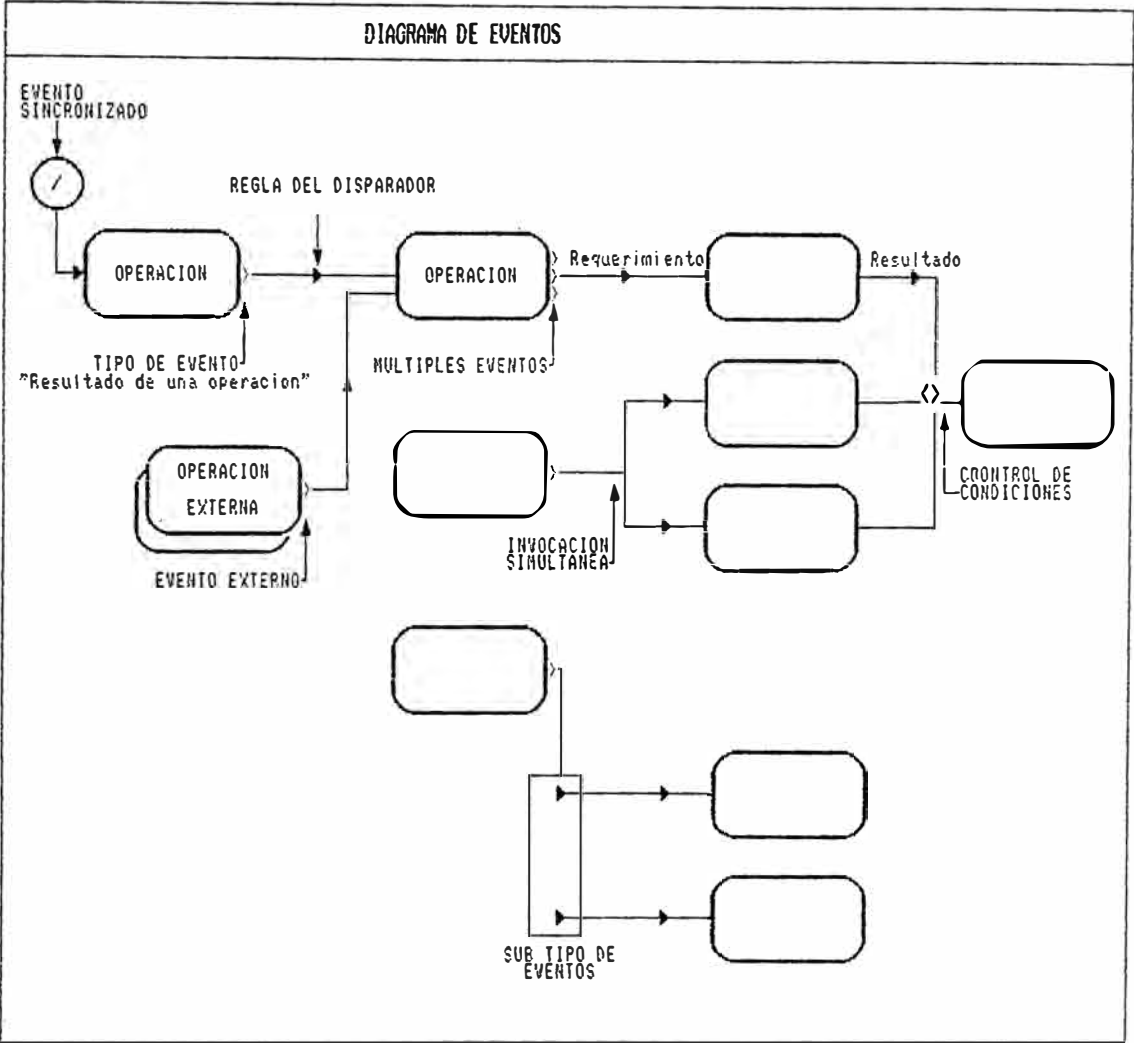 DIAGRAMA DE EVENTOS
EVENTO
SINCRONIZADO
REGLA DEL DISPARADOR
OPERACION
OPERACION
Requerimiento
Resultado
TIPO DE EVENTO
"Resultado de una operacion"
MULTIPLES EVENTOS
OPERACION
EXTERNA
COONTROL DE
CONDICIONES
INVOCACION
SIMULTANEA
EVENTO EXTERNO
SUB TIPO DE
EVENTOS